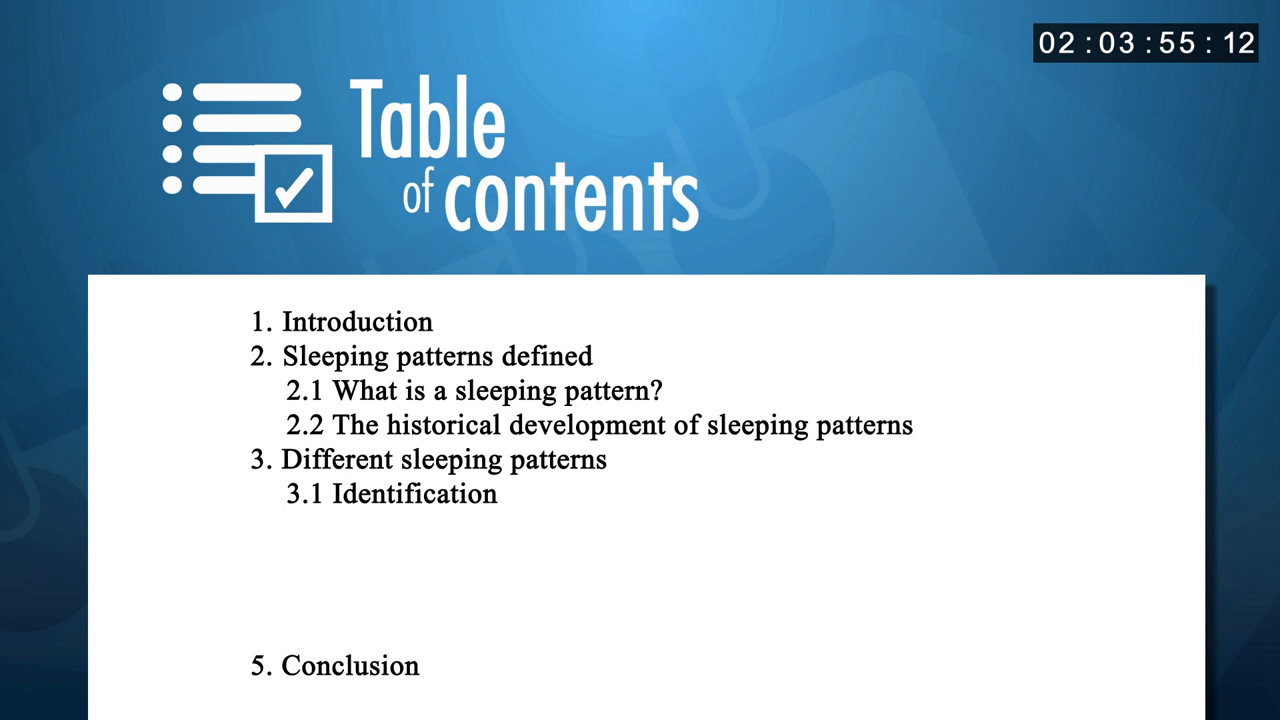 02 : 03 : 55 : 12
Table
of contents
1. Introduction
2. Sleeping patterns defined
2.1 What is a sleeping pattern?
2.2 The historical development of sleeping patterns
3. Different sleeping patterns
3.1 Identification
5. Conclusion